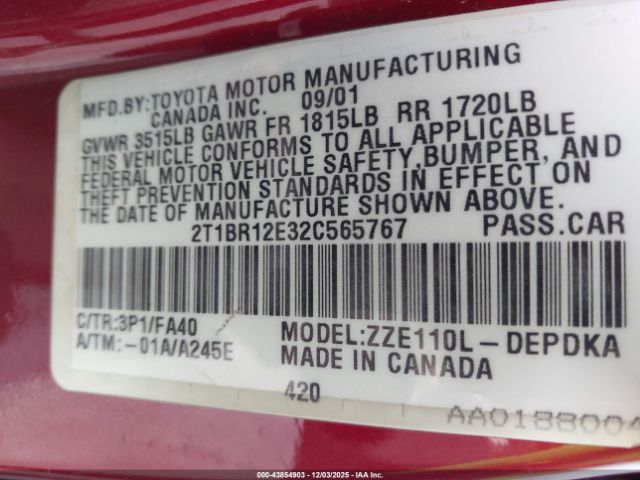 MFD.BY:TOYOTA MOTOR MANUFACTURING
CANADA INC. 09/01
GVWR 3515LB GAWR FR 1815LB RR 1720LB
THIS VEHICLE CONFORMS TO ALL APPLICABLE
FEDERAL MOTOR VEHICLE SAFETY,BUMPER, AND
THEFT PREVENTION STANDARDS IN EFFECT ON
THE DATE OF MANUFACTURE SHOWN ABOVE.
2T1BR12E32C565767 PASS.CAR
C/TR:3P1/FA40 MODEL:ZZE110L-DEPDKA
A/TM:-01A/A245E MADE IN CANADA
420
AA0188004
00-43854903 - 12/03/2025 - IAAI